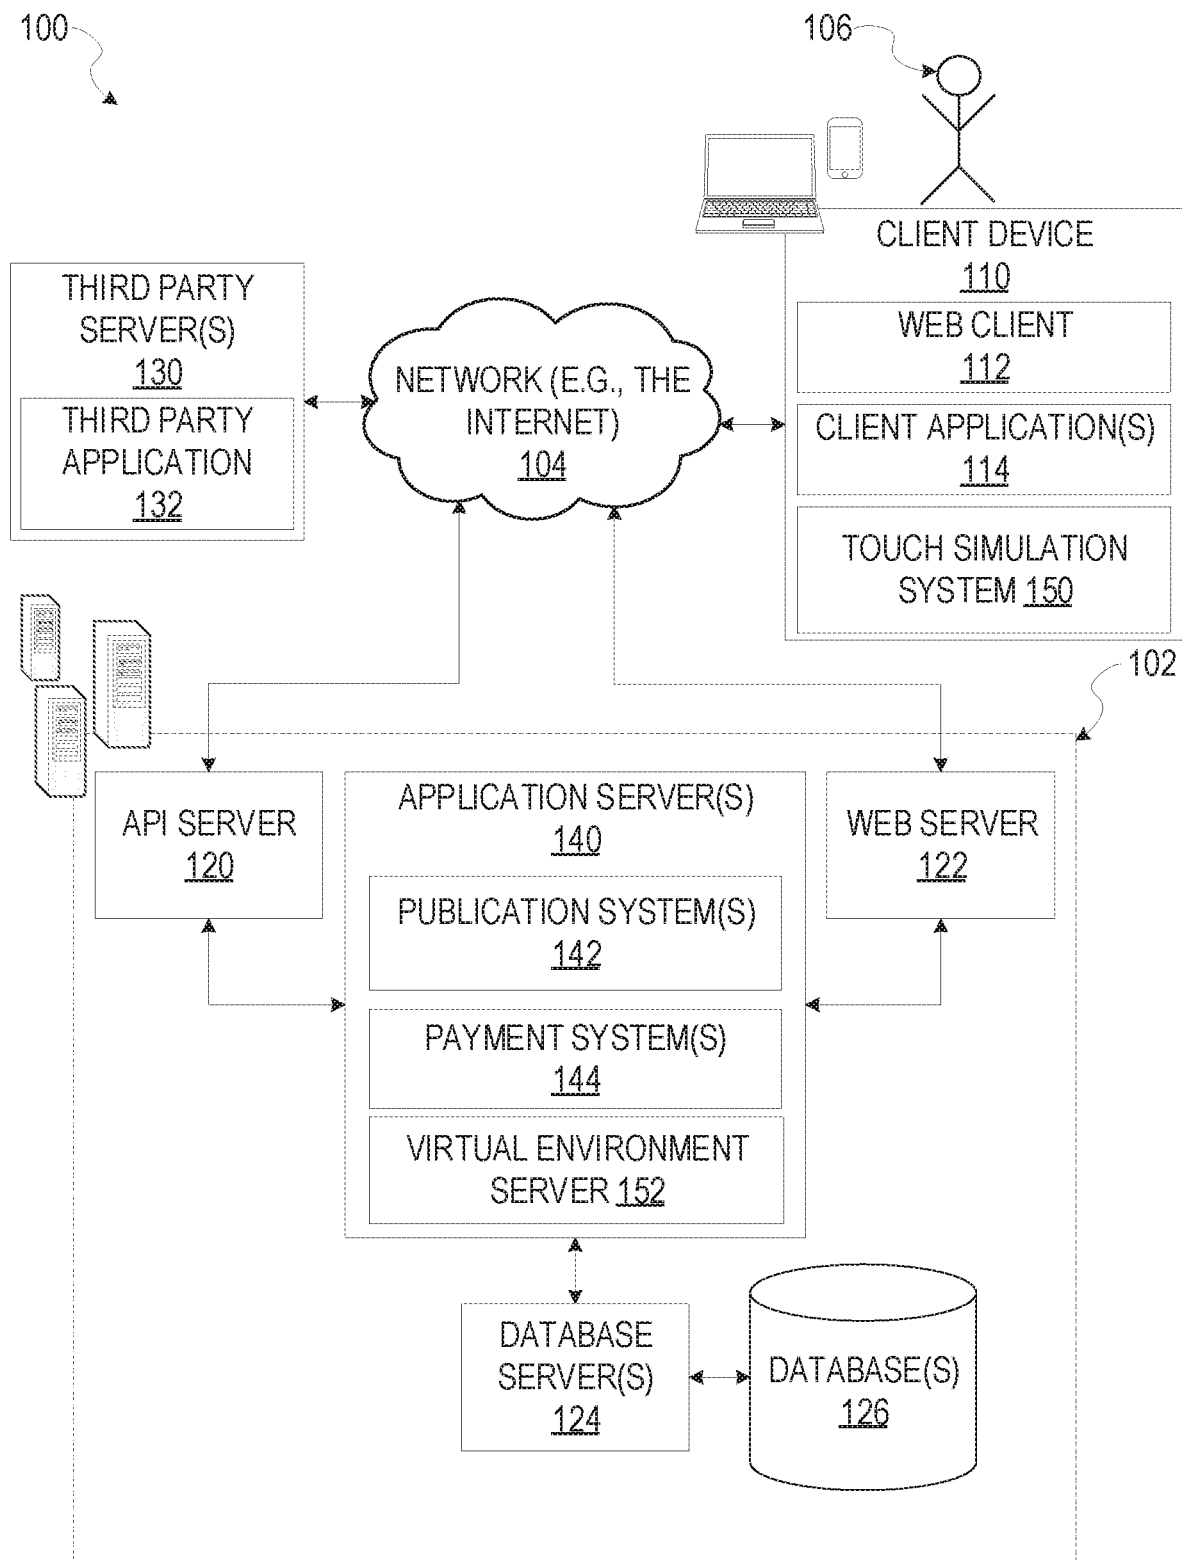 100
106
CLIENT DEVICE
110
WEB CLIENT
112
CLIENT APPLICATION(S)
114
TOUCH SIMULATION
SYSTEM 150
THIRD PARTY
SERVER(S)
130
THIRD PARTY
APPLICATION
132
NETWORK (E.G., THE
INTERNET)
104
102
API SERVER
120
APPLICATION SERVER(S)
140
PUBLICATION SYSTEM(S)
142
PAYMENT SYSTEM(S)
144
VIRTUAL ENVIRONMENT
SERVER 152
WEB SERVER
122
DATABASE
SERVER(S)
124
DATABASE(S)
126